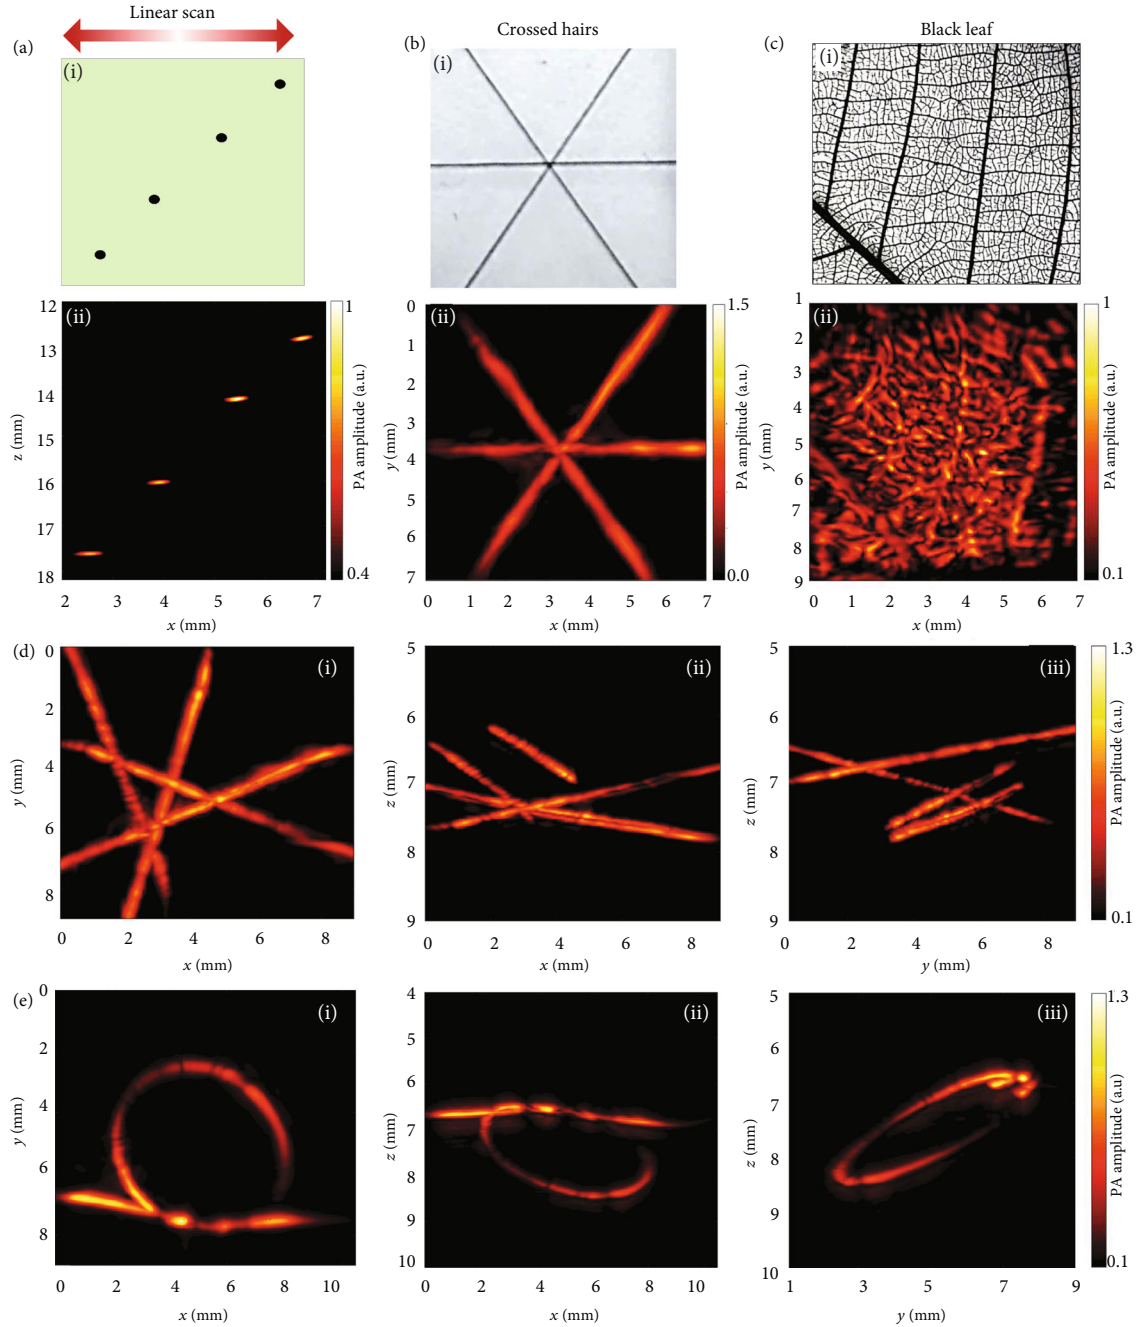 Linear scan
(a)
(i)
(ii)
12
13
14
15
16
17
18
z (mm)
2 3 4 5 6 7
x (mm)
1
0.4
PA amplitude (a.u.)
Crossed hairs
(b)
(i)
(ii)
0
1
2
3
4
5
6
7
y (mm)
0 1 2 3 4 5 6 7
x (mm)
1.5
0.0
PA amplitude (a.u.)
Black leaf
(c)
(i)
(ii)
1
2
3
4
5
6
7
8
9
y (mm)
0 1 2 3 4 5 6 7
x (mm)
1
0.1
PA amplitude (a.u.)
(d)
(i)
0
2
4
6
8
y (mm)
0 2 4 6 8
x (mm)
(ii)
5
6
7
8
9
z (mm)
0 2 4 6 8
x (mm)
(iii)
5
6
7
8
9
z (mm)
0 2 4 6 8
y (mm)
1.3
0.1
PA amplitude (a.u.)
(e)
(i)
0
2
4
6
8
y (mm)
0 2 4 6 8 10
x (mm)
(ii)
4
5
6
7
8
9
10
z (mm)
0 2 4 6 8 10
x (mm)
(iii)
5
6
7
8
9
10
z (mm)
1 3 5 7 9
y (mm)
1.3
0.1
PA amplitude (a.u)